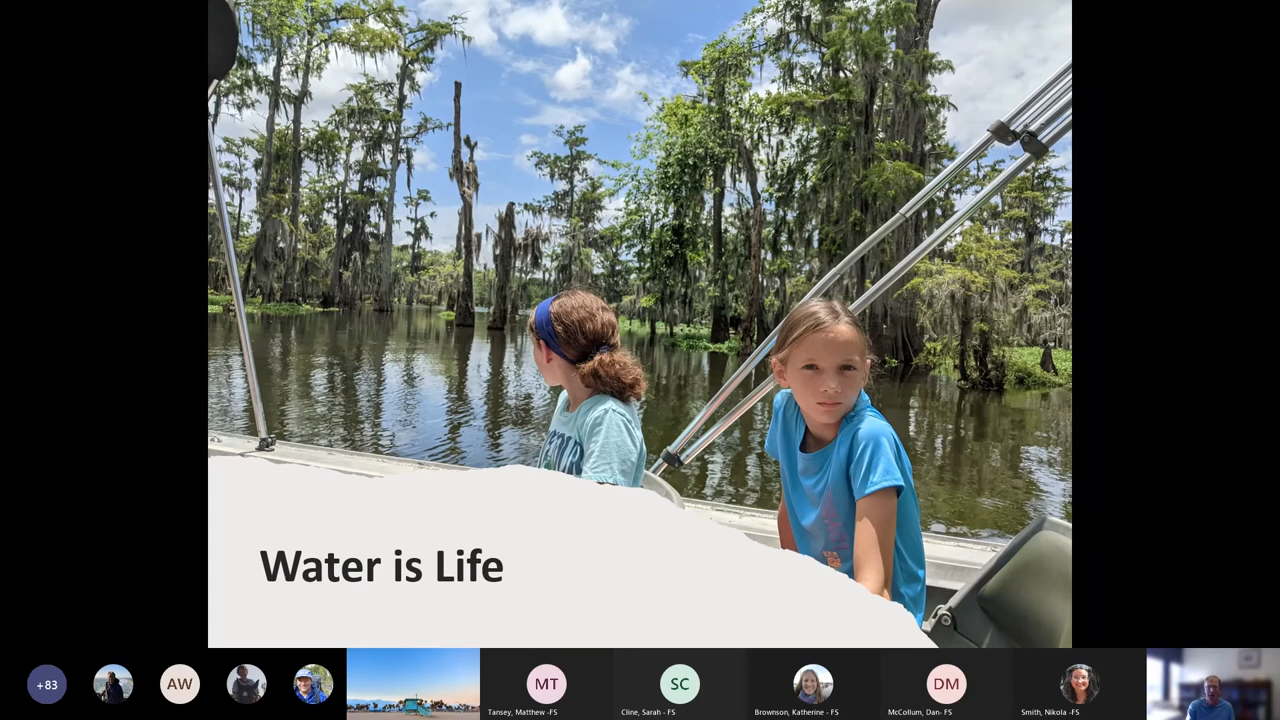 Water is Life
+83
AW
MT
SC
DM
Tansey, Matthew -FS
Cline, Sarah - FS
Brownson, Katherine - FS
McCollum, Dan- FS
Smith, Nikola -FS